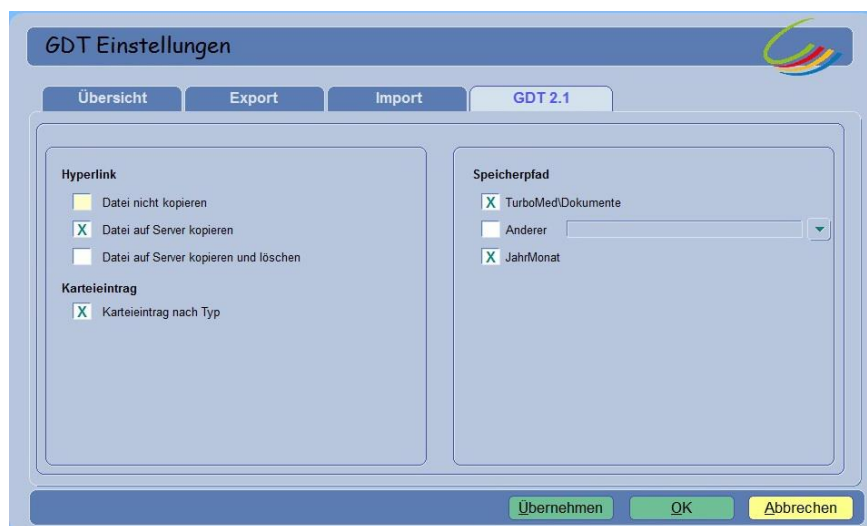 GDT Einstellungen
Übersicht Export Import GDT 2.1
Hyperlink
Datei nicht kopieren
X Datei auf Server kopieren
Datei auf Server kopieren und löschen
Karteieintrag
X Karteieintrag nach Typ
Speicherpfad
X TurboMed\Dokumente
Anderer
X JahrMonat
Übernehmen OK Abbrechen